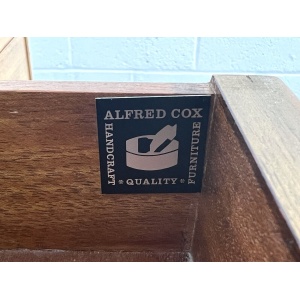 ALFRED COX
HANDCRAFT
FURNITURE
* QUALITY *